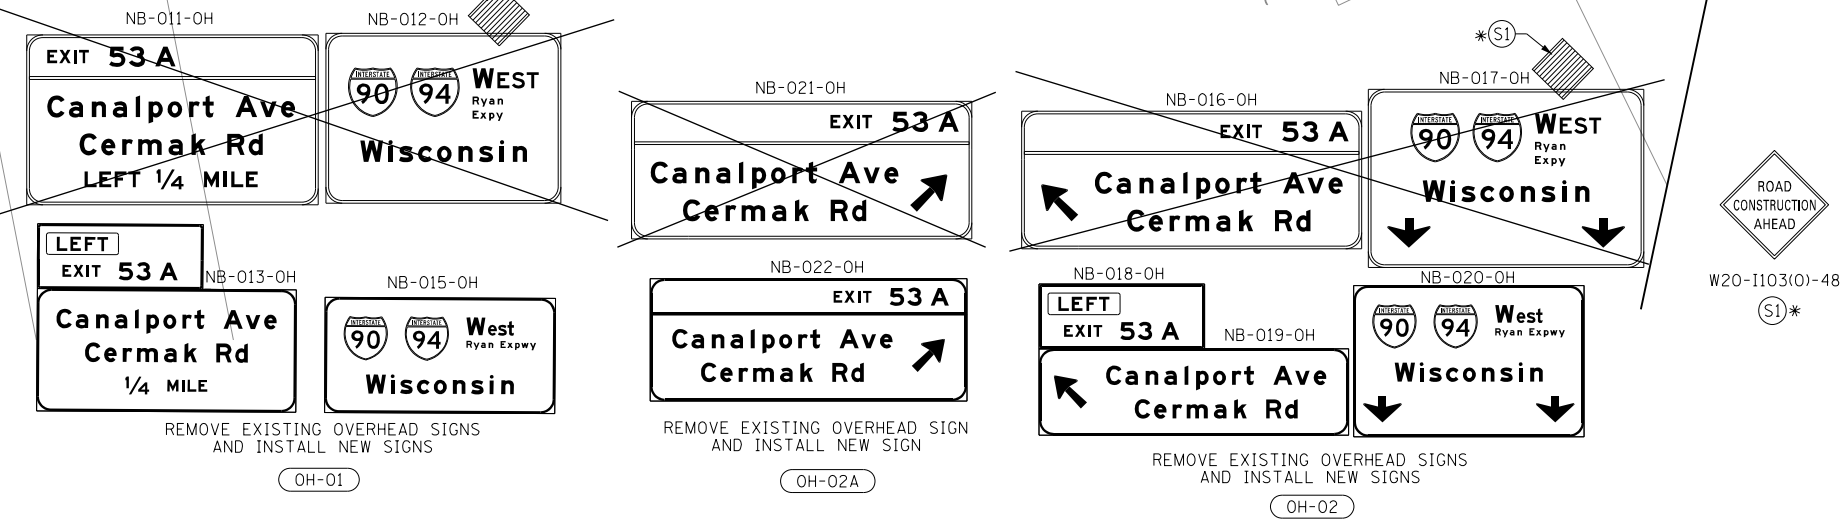 NB-011-OH
EXIT 53 A
Canalport Ave
Cermak Rd
LEFT 1/4 MILE
NB-012-OH
INTERSTATE 90
INTERSTATE 94
WEST
Ryan
Expy
Wisconsin
LEFT
EXIT 53 A
NB-013-OH
Canalport Ave
Cermak Rd
1/4 MILE
NB-015-OH
INTERSTATE 90
INTERSTATE 94
West
Ryan Expwy
Wisconsin
REMOVE EXISTING OVERHEAD SIGNS
AND INSTALL NEW SIGNS
OH-01
NB-021-OH
EXIT 53 A
Canalport Ave
Cermak Rd
NB-022-OH
EXIT 53 A
Canalport Ave
Cermak Rd
REMOVE EXISTING OVERHEAD SIGN
AND INSTALL NEW SIGN
OH-02A
NB-016-OH
EXIT 53 A
Canalport Ave
Cermak Rd
*S1
NB-017-OH
INTERSTATE 90
INTERSTATE 94
WEST
Ryan
Expy
Wisconsin
NB-018-OH
LEFT
EXIT 53 A
NB-019-OH
Canalport Ave
Cermak Rd
NB-020-OH
INTERSTATE 90
INTERSTATE 94
West
Ryan Expwy
Wisconsin
REMOVE EXISTING OVERHEAD SIGNS
AND INSTALL NEW SIGNS
OH-02
ROAD
CONSTRUCTION
AHEAD
W20-I103(O)-48
S1*